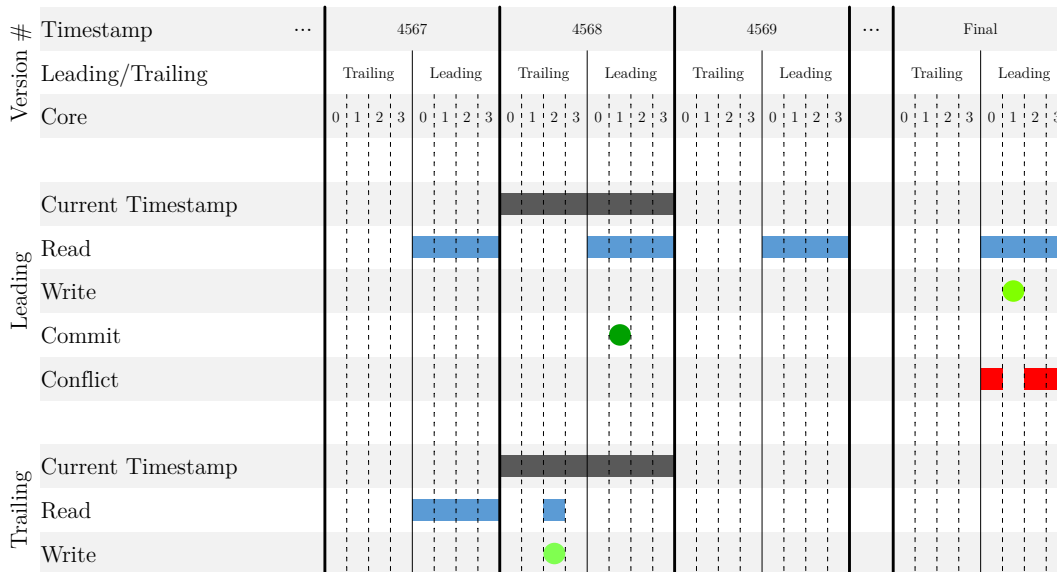 Version #
Timestamp ... 4567 4568 4569 ... Final
Leading/Trailing Trailing Leading Trailing Leading Trailing Leading Trailing Leading
Core 0 1 2 3 0 1 2 3 0 1 2 3 0 1 2 3 0 1 2 3 0 1 2 3 0 1 2 3 0 1 2 3
Leading
Current Timestamp
Read
Write
Commit
Conflict
Trailing
Current Timestamp
Read
Write